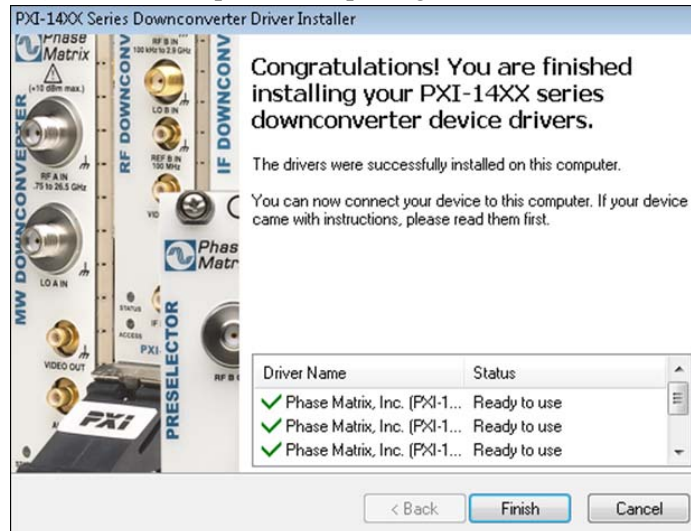 PXI-14XX Series Downconverter Driver Installer
Phase
Matrix
(+10 dBm max.)
MW DOWNCONVERTER
RF A IN
.75 to 26.5 GHz
LO A IN
VIDEO OUT
RF DOWNCONV
RF B IN
100 kHz to 2.9 GHz
LO B IN
REF B IN
100 MHz
STATUS
ACCESS
PXI
IF DOWNCONV
Phas
Matr
PRESELECTOR
RF B
PXI
Congratulations! You are finished
installing your PXI-14XX series
downconverter device drivers.
The drivers were successfully installed on this computer.
You can now connect your device to this computer. If your device
came with instructions, please read them first.
Driver Name Status
Phase Matrix, Inc. (PXI-1... Ready to use
Phase Matrix, Inc. (PXI-1... Ready to use
Phase Matrix, Inc. (PXI-1... Ready to use
< Back Finish Cancel